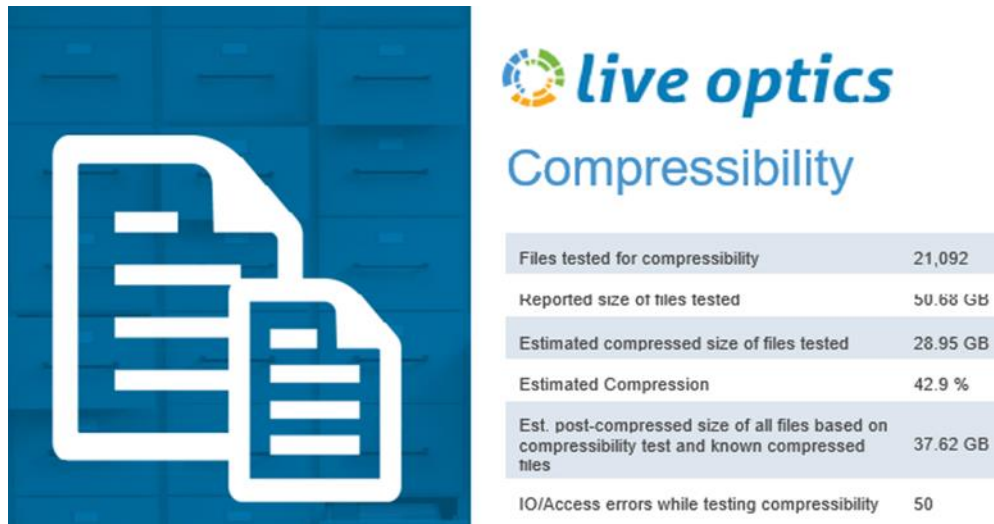 live optics
Compressibility
Files tested for compressibility 21,092
Reported size of files tested 50.68 GB
Estimated compressed size of files tested 28.95 GB
Estimated Compression 42.9 %
Est. post-compressed size of all files based on
compressibility test and known compressed 37.62 GB
files
IO/Access errors while testing compressibility 50